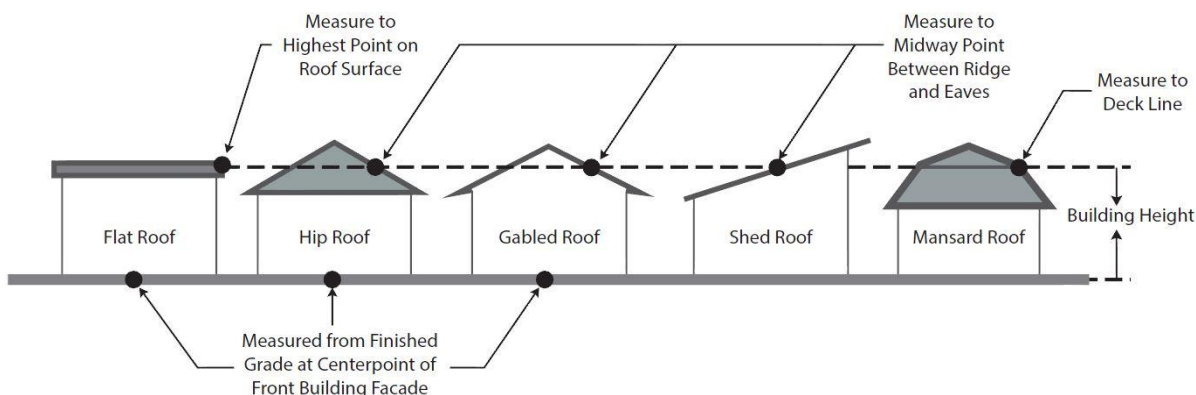 Measure to
Highest Point on
Roof Surface
Measure to
Midway Point
Between Ridge
and Eaves
Measure to
Deck Line
Flat Roof
Hip Roof
Gabled Roof
Shed Roof
Mansard Roof
Building Height
Measured from Finished
Grade at Centerpoint of
Front Building Facade